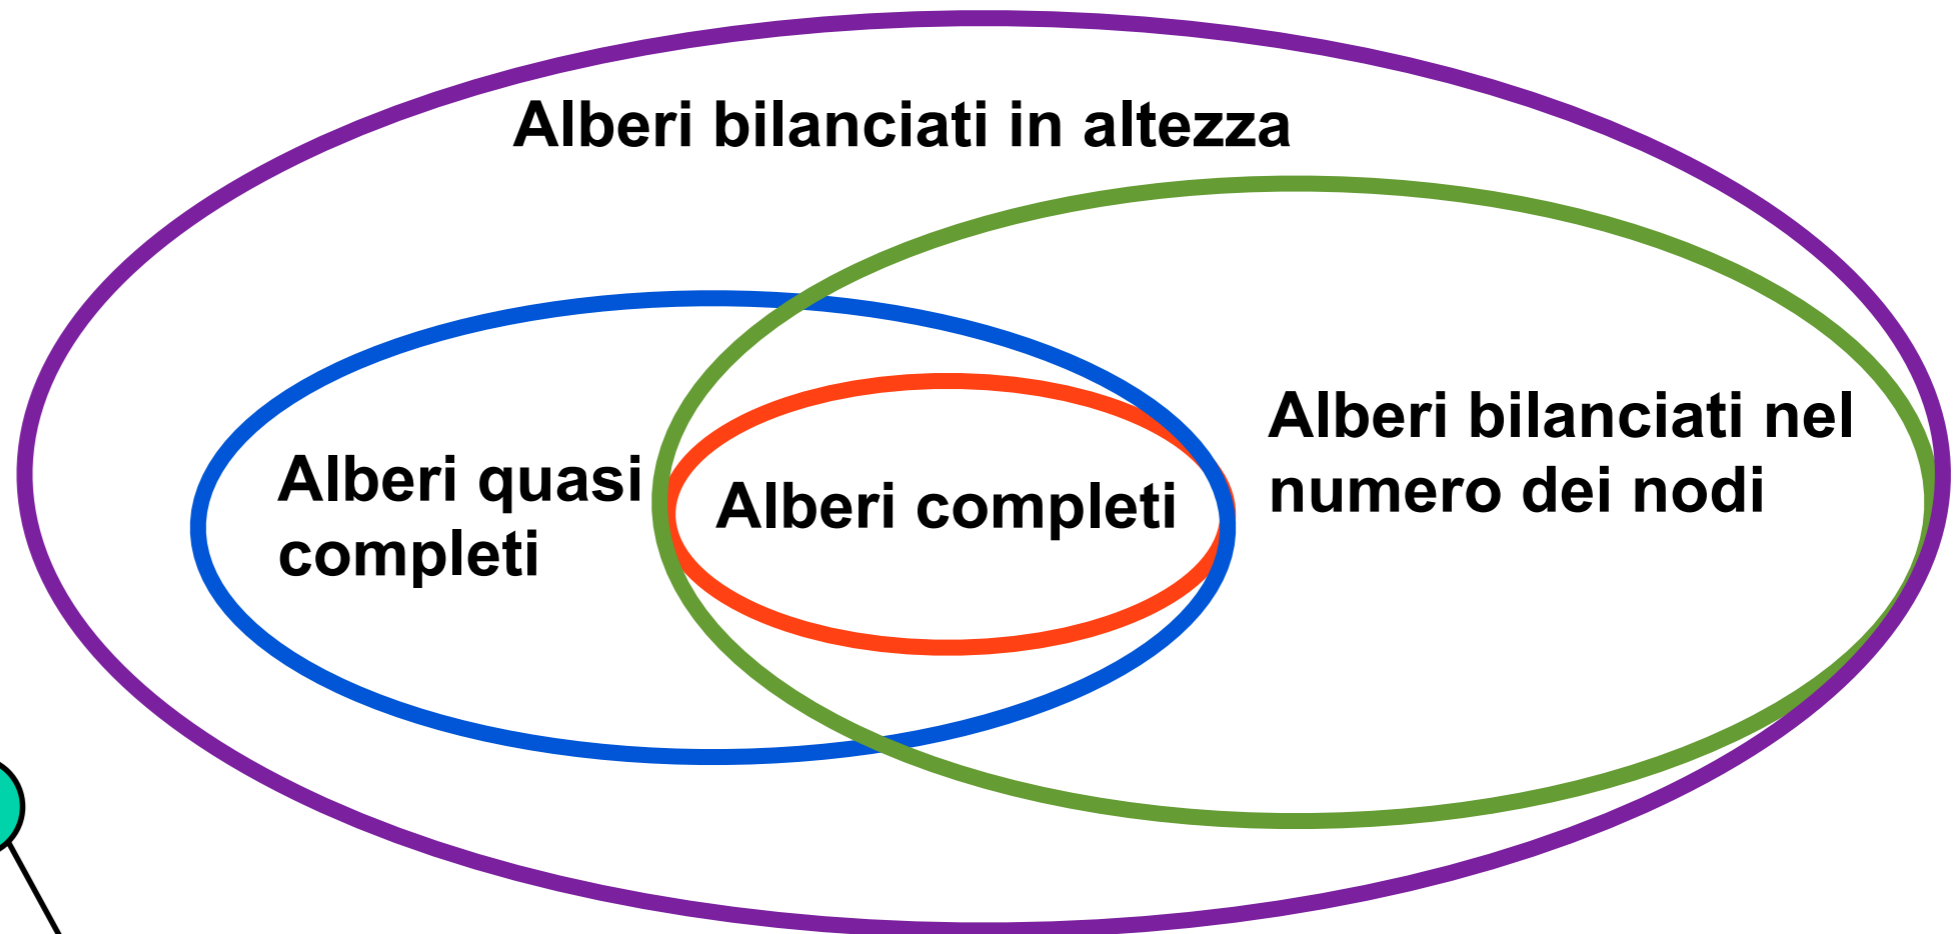 Alberi bilanciati in altezza
Alberi bilanciati nel
numero dei nodi
Alberi quasi
completi
Alberi completi